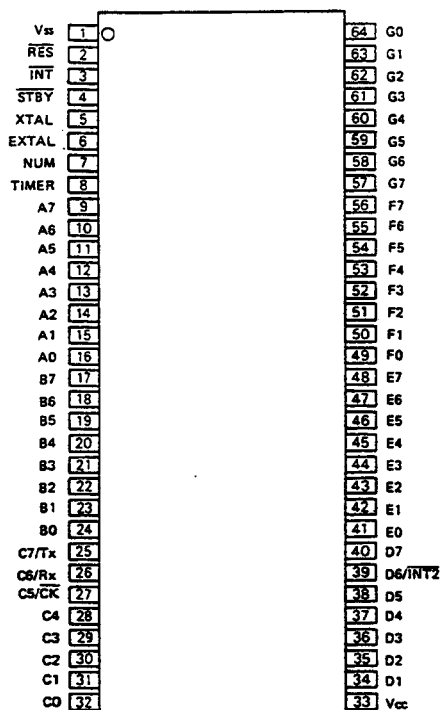 Vss 1 64 G0
R̅E̅S̅ 2 63 G1
I̅N̅T̅ 3 62 G2
S̅T̅B̅Y̅ 4 61 G3
XTAL 5 60 G4
EXTAL 6 59 G5
NUM 7 58 G6
TIMER 8 57 G7
A7 9 56 F7
A6 10 55 F6
A5 11 54 F5
A4 12 53 F4
A3 13 52 F3
A2 14 51 F2
A1 15 50 F1
A0 16 49 F0
B7 17 48 E7
B6 18 47 E6
B5 19 46 E5
B4 20 45 E4
B3 21 44 E3
B2 22 43 E2
B1 23 42 E1
B0 24 41 E0
C7/Tx 25 40 D7
C6/Rx 26 39 D6/I̅N̅T̅2̅
C5/C̅K̅ 27 38 D5
C4 28 37 D4
C3 29 36 D3
C2 30 35 D2
C1 31 34 D1
C0 32 33 Vcc